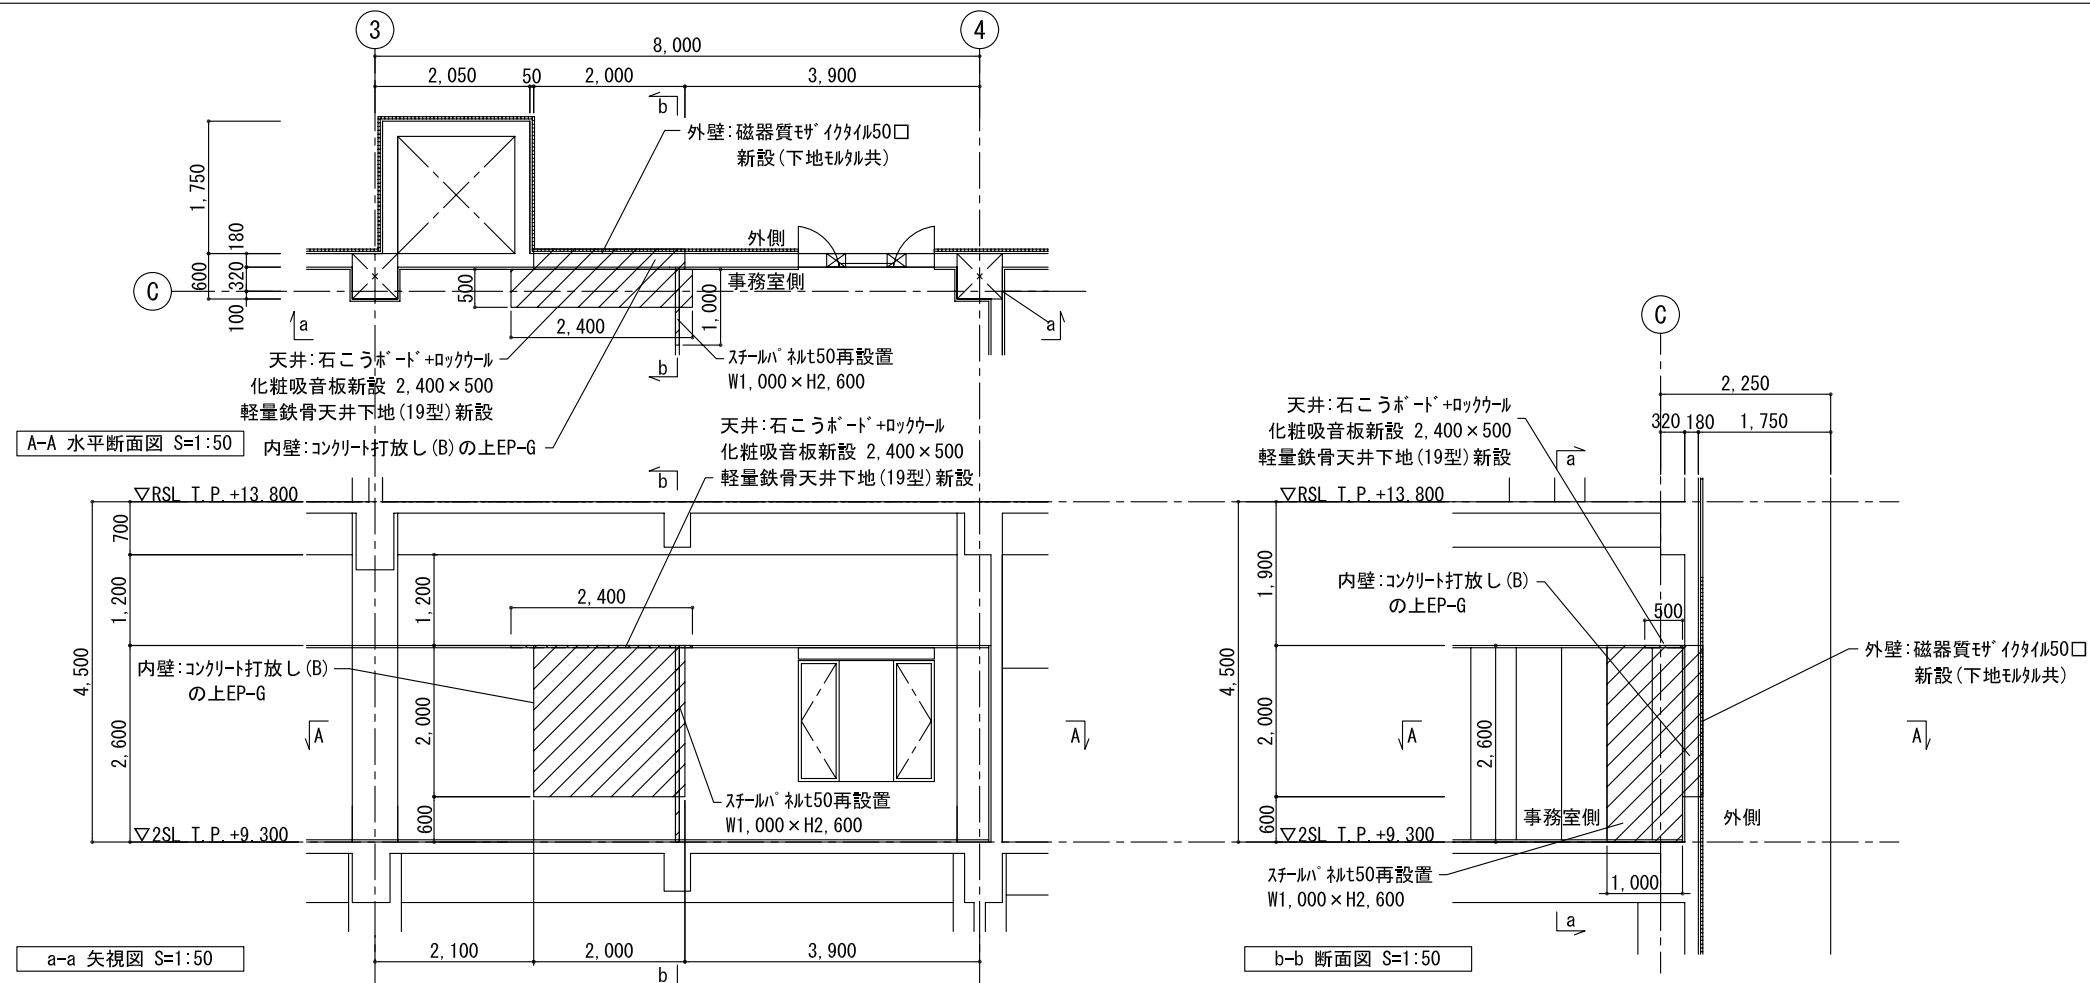 3
4
8,000
2,050
50
2,000
3,900
b
外壁:磁器質ﾓｻﾞｲｸﾀｲﾙ50□
新設(下地ﾓﾙﾀﾙ共)
1,750
180
600
320
100
外側
事務室側
C
500
1,000
a
a
2,400
天井:石こうﾎﾞｰﾄﾞ+ﾛｯｸｳｰﾙ
化粧吸音板新設 2,400×500
軽量鉄骨天井下地(19型)新設
ｽﾁｰﾙﾊﾟﾈﾙt50再設置
W1,000×H2,600
b
A-A 水平断面図 S=1:50
内壁:ｺﾝｸﾘｰﾄ打放し(B)の上EP-G
天井:石こうﾎﾞｰﾄﾞ+ﾛｯｸｳｰﾙ
化粧吸音板新設 2,400×500
軽量鉄骨天井下地(19型)新設
b
▽RSL T.P.+13.800
700
1,200
4,500
2,600
1,200
2,400
内壁:ｺﾝｸﾘｰﾄ打放し(B)
の上EP-G
2,000
A
A
600
ｽﾁｰﾙﾊﾟﾈﾙt50再設置
W1,000×H2,600
▽2SL T.P.+9.300
2,100
2,000
3,900
b
a-a 矢視図 S=1:50
C
2,250
320
180
1,750
天井:石こうﾎﾞｰﾄﾞ+ﾛｯｸｳｰﾙ
化粧吸音板新設 2,400×500
軽量鉄骨天井下地(19型)新設
a
▽RSL T.P.+13.800
1,900
内壁:ｺﾝｸﾘｰﾄ打放し(B)
の上EP-G
500
外壁:磁器質ﾓｻﾞｲｸﾀｲﾙ50□
新設(下地ﾓﾙﾀﾙ共)
4,500
2,000
2,600
A
A
600
事務室側
外側
▽2SL T.P.+9.300
ｽﾁｰﾙﾊﾟﾈﾙt50再設置
W1,000×H2,600
1,000
a
b-b 断面図 S=1:50